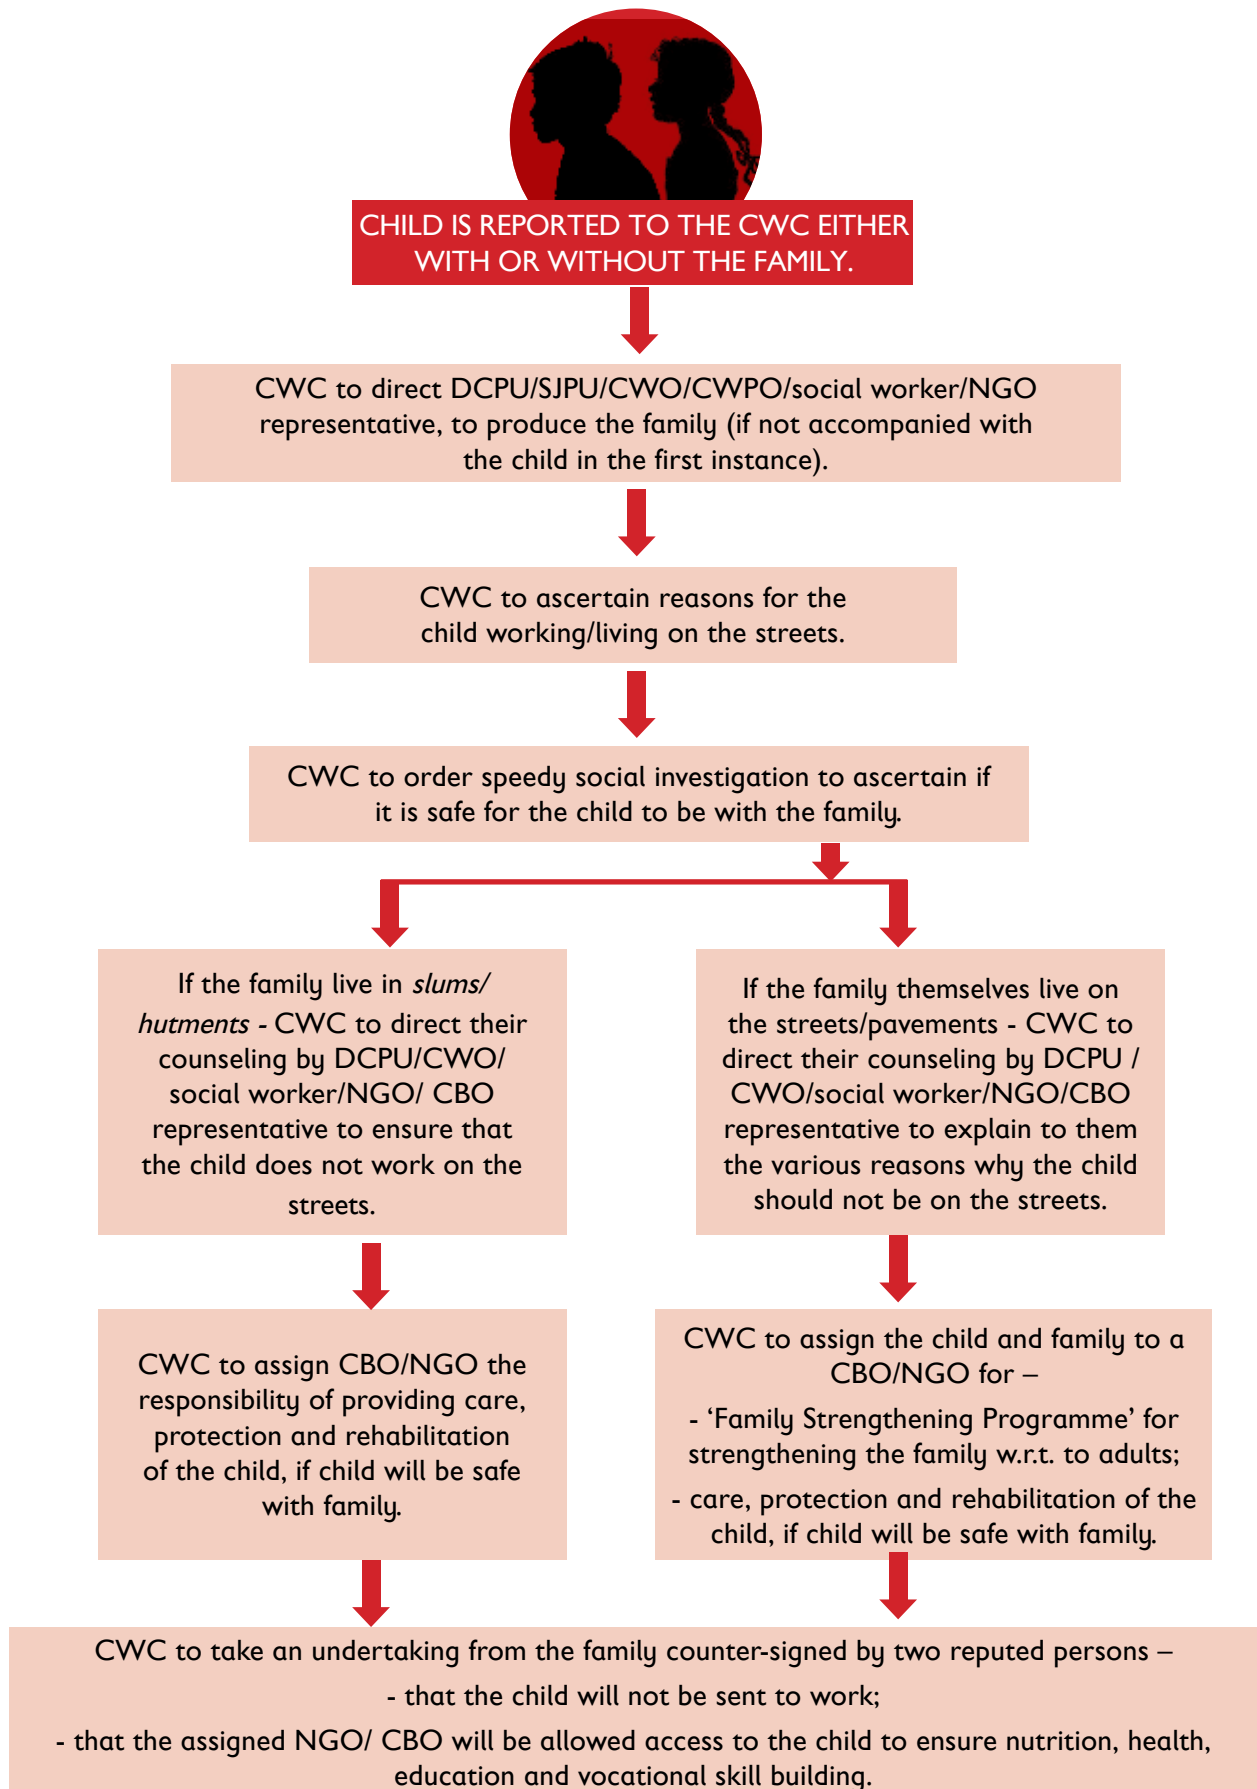 CHILD IS REPORTED TO THE CWC EITHER
WITH OR WITHOUT THE FAMILY.
CWC to direct DCPU/SJPU/CWO/CWPO/social worker/NGO
representative, to produce the family (if not accompanied with
the child in the first instance).
CWC to ascertain reasons for the
child working/living on the streets.
CWC to order speedy social investigation to ascertain if
it is safe for the child to be with the family.
If the family live in slums/
hutments - CWC to direct their
counseling by DCPU/CWO/
social worker/NGO/ CBO
representative to ensure that
the child does not work on the
streets.
If the family themselves live on
the streets/pavements - CWC to
direct their counseling by DCPU /
CWO/social worker/NGO/CBO
representative to explain to them
the various reasons why the child
should not be on the streets.
CWC to assign CBO/NGO the
responsibility of providing care,
protection and rehabilitation
of the child, if child will be safe
with family.
CWC to assign the child and family to a
CBO/NGO for –
- ‘Family Strengthening Programme’ for
strengthening the family w.r.t. to adults;
- care, protection and rehabilitation of the
child, if child will be safe with family.
CWC to take an undertaking from the family counter-signed by two reputed persons –
- that the child will not be sent to work;
- that the assigned NGO/ CBO will be allowed access to the child to ensure nutrition, health,
education and vocational skill building.